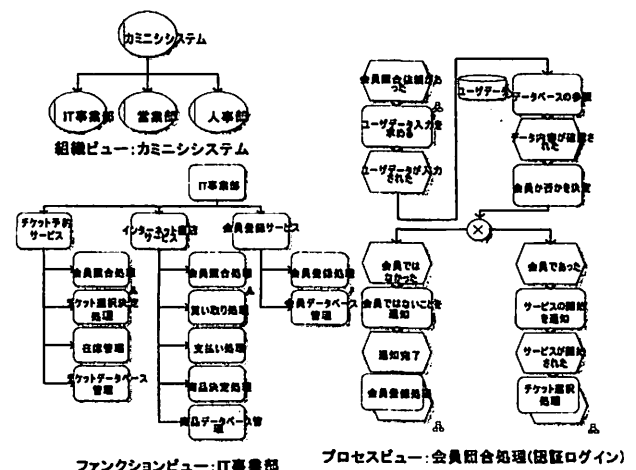 カミニシシステム
IT事業部
営業部
人事部
組織ビュー:カミニシシステム
IT事業部
チケット予約
サービス
サービス
会員登録サービス
会員照合処理
チケット選択決定
処理
在席管理
チケットデータベース
管理
会員照合処理
買い取り処理
支払い処理
商品決定処理
商品データベース管
理
会員登録処理
会員データベース
管理
ファンクションビュー:IT事業部
会員照合依頼があ
った
ユーザデータ入力を
求める
ユーザデータが入力
された
ユーザデータ
データベースの参照
データ内容が確認さ
れた
会員か否かを決定
会員では
なかった
会員ではないことを
通知
通知完了
会員登録処理
会員であった
サービスの開始
を通知
サービスが開始
された
チケット選択
処理
プロセスビュー:会員照合処理(認証ログイン)